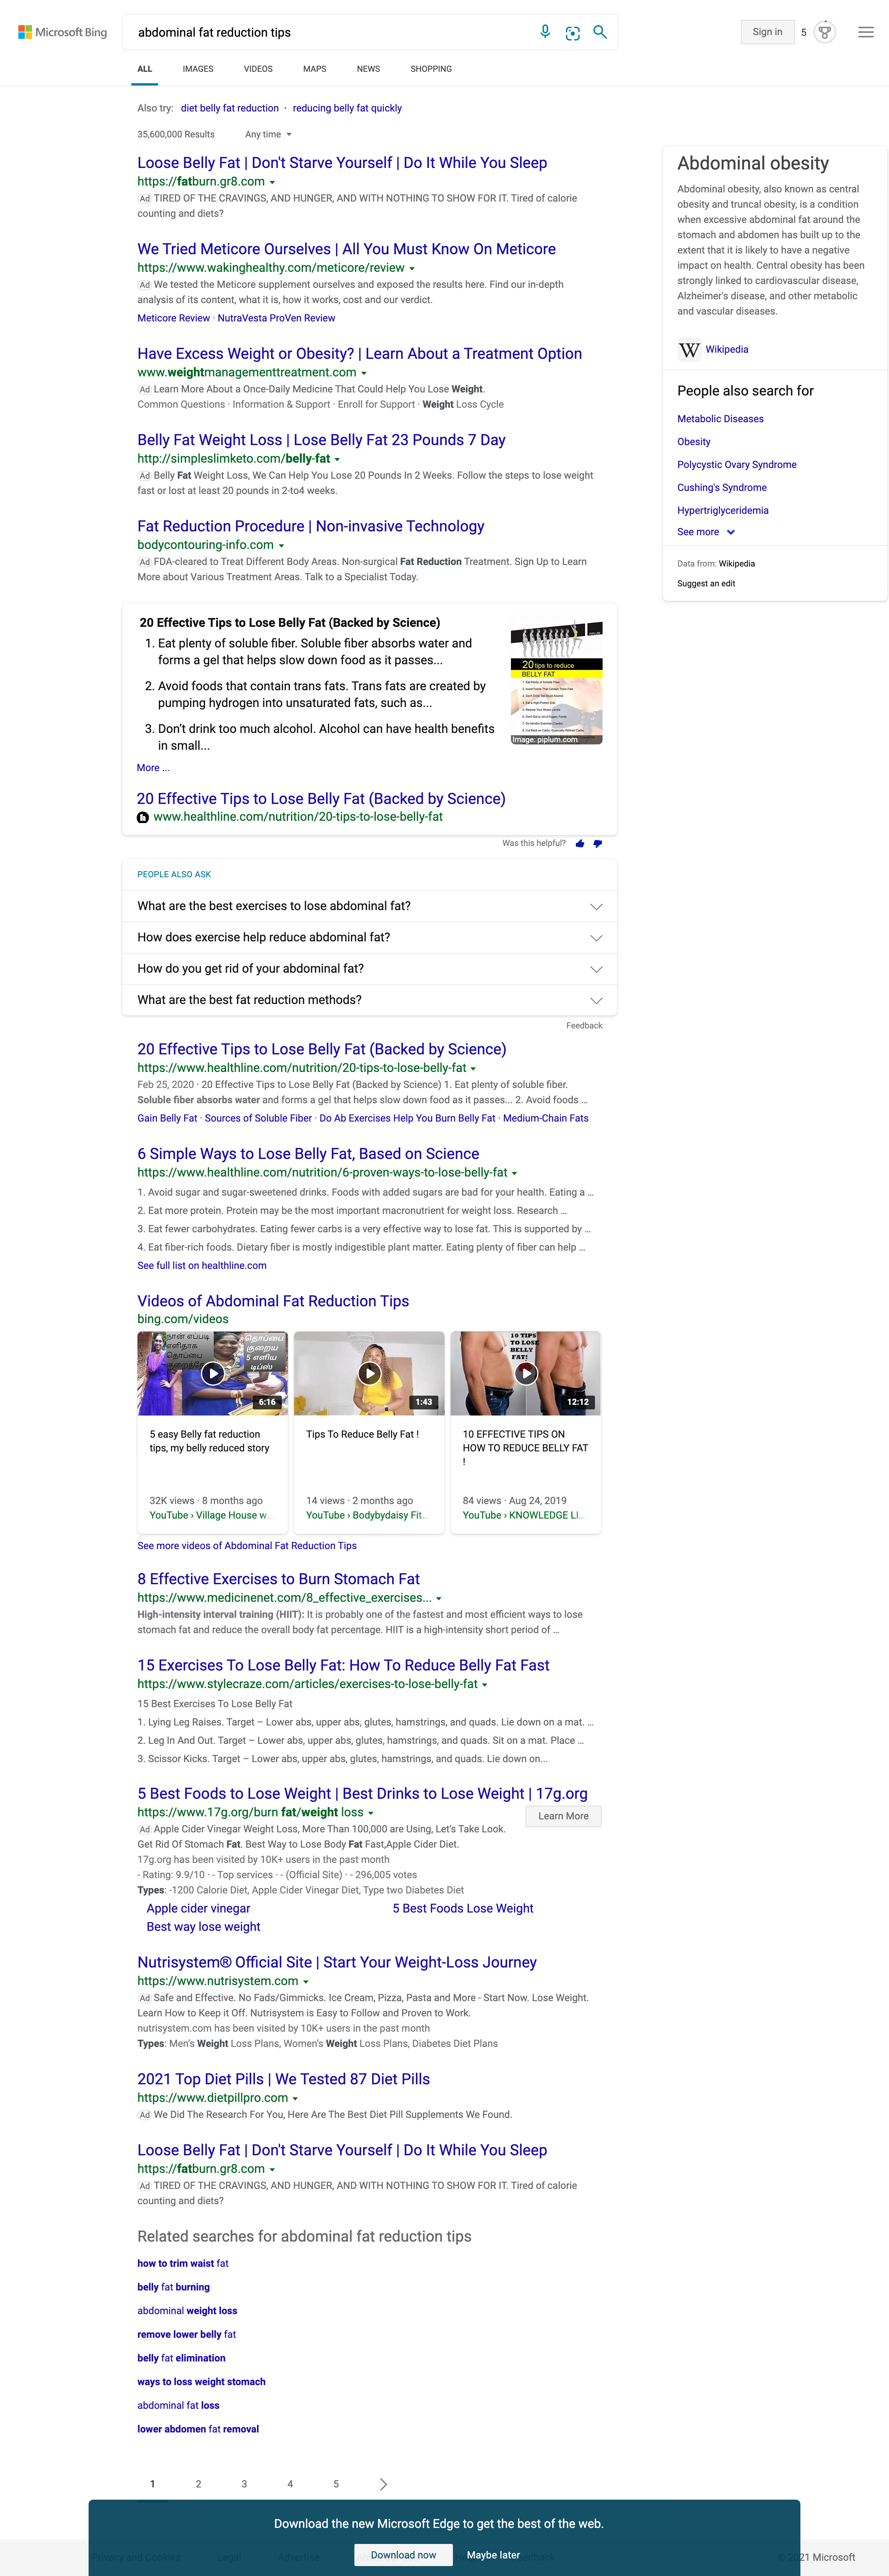 Microsoft Bing
abdominal fat reduction tips
Sign in
5
ALL
IMAGES
VIDEOS
MAPS
NEWS
SHOPPING
Also try: diet belly fat reduction · reducing belly fat quickly
35,600,000 Results
Any time
Loose Belly Fat | Don't Starve Yourself | Do It While You Sleep
https://fatburn.gr8.com
Ad TIRED OF THE CRAVINGS, AND HUNGER, AND WITH NOTHING TO SHOW FOR IT. Tired of calorie
counting and diets?
We Tried Meticore Ourselves | All You Must Know On Meticore
https://www.wakinghealthy.com/meticore/review
Ad We tested the Meticore supplement ourselves and exposed the results here. Find our in-depth
analysis of its content, what it is, how it works, cost and our verdict.
Meticore Review · NutraVesta ProVen Review
Have Excess Weight or Obesity? | Learn About a Treatment Option
www.weightmanagementtreatment.com
Ad Learn More About a Once-Daily Medicine That Could Help You Lose Weight.
Common Questions · Information & Support · Enroll for Support · Weight Loss Cycle
Belly Fat Weight Loss | Lose Belly Fat 23 Pounds 7 Day
http://simpleslimketo.com/belly-fat
Ad Belly Fat Weight Loss, We Can Help You Lose 20 Pounds In 2 Weeks. Follow the steps to lose weight
fast or lost at least 20 pounds in 2-to4 weeks.
Fat Reduction Procedure | Non-invasive Technology
bodycontouring-info.com
Ad FDA-cleared to Treat Different Body Areas. Non-surgical Fat Reduction Treatment. Sign Up to Learn
More about Various Treatment Areas. Talk to a Specialist Today.
20 Effective Tips to Lose Belly Fat (Backed by Science)
1. Eat plenty of soluble fiber. Soluble fiber absorbs water and
forms a gel that helps slow down food as it passes...
2. Avoid foods that contain trans fats. Trans fats are created by
pumping hydrogen into unsaturated fats, such as...
3. Don't drink too much alcohol. Alcohol can have health benefits
in small...
20 tips to reduce
BELLY FAT
Image: piplum.com
More ...
20 Effective Tips to Lose Belly Fat (Backed by Science)
www.healthline.com/nutrition/20-tips-to-lose-belly-fat
Was this helpful?
PEOPLE ALSO ASK
What are the best exercises to lose abdominal fat?
How does exercise help reduce abdominal fat?
How do you get rid of your abdominal fat?
What are the best fat reduction methods?
Feedback
20 Effective Tips to Lose Belly Fat (Backed by Science)
https://www.healthline.com/nutrition/20-tips-to-lose-belly-fat
Feb 25, 2020 · 20 Effective Tips to Lose Belly Fat (Backed by Science) 1. Eat plenty of soluble fiber.
Soluble fiber absorbs water and forms a gel that helps slow down food as it passes... 2. Avoid foods …
Gain Belly Fat · Sources of Soluble Fiber · Do Ab Exercises Help You Burn Belly Fat · Medium-Chain Fats
6 Simple Ways to Lose Belly Fat, Based on Science
https://www.healthline.com/nutrition/6-proven-ways-to-lose-belly-fat
1. Avoid sugar and sugar-sweetened drinks. Foods with added sugars are bad for your health. Eating a …
2. Eat more protein. Protein may be the most important macronutrient for weight loss. Research …
3. Eat fewer carbohydrates. Eating fewer carbs is a very effective way to lose fat. This is supported by …
4. Eat fiber-rich foods. Dietary fiber is mostly indigestible plant matter. Eating plenty of fiber can help …
See full list on healthline.com
Videos of Abdominal Fat Reduction Tips
bing.com/videos
நான் எப்படி
எளிதாக
தொப்பை
தொப்பை
குறைய
5 எளிய
டிப்ஸ்
6:16
1:43
10 TIPS
TO LOSE
BELLY
FAT!
12:12
5 easy Belly fat reduction
tips, my belly reduced story
32K views · 8 months ago
YouTube › Village House w…
Tips To Reduce Belly Fat !
14 views · 2 months ago
YouTube › Bodybydaisy Fit…
10 EFFECTIVE TIPS ON
HOW TO REDUCE BELLY FAT
!
84 views · Aug 24, 2019
YouTube › KNOWLEDGE LI…
See more videos of Abdominal Fat Reduction Tips
8 Effective Exercises to Burn Stomach Fat
https://www.medicinenet.com/8_effective_exercises...
High-intensity interval training (HIIT): It is probably one of the fastest and most efficient ways to lose
stomach fat and reduce the overall body fat percentage. HIIT is a high-intensity short period of …
15 Exercises To Lose Belly Fat: How To Reduce Belly Fat Fast
https://www.stylecraze.com/articles/exercises-to-lose-belly-fat
15 Best Exercises To Lose Belly Fat
1. Lying Leg Raises. Target – Lower abs, upper abs, glutes, hamstrings, and quads. Lie down on a mat. …
2. Leg In And Out. Target – Lower abs, upper abs, glutes, hamstrings, and quads. Sit on a mat. Place …
3. Scissor Kicks. Target – Lower abs, upper abs, glutes, hamstrings, and quads. Lie down on...
5 Best Foods to Lose Weight | Best Drinks to Lose Weight | 17g.org
https://www.17g.org/burn fat/weight loss
Learn More
Ad Apple Cider Vinegar Weight Loss, More Than 100,000 are Using, Let's Take Look.
Get Rid Of Stomach Fat. Best Way to Lose Body Fat Fast,Apple Cider Diet.
17g.org has been visited by 10K+ users in the past month
- Rating: 9.9/10 · - Top services · - (Official Site) · - 296,005 votes
Types: -1200 Calorie Diet, Apple Cider Vinegar Diet, Type two Diabetes Diet
Apple cider vinegar
5 Best Foods Lose Weight
Best way lose weight
Nutrisystem® Official Site | Start Your Weight-Loss Journey
https://www.nutrisystem.com
Ad Safe and Effective. No Fads/Gimmicks. Ice Cream, Pizza, Pasta and More - Start Now. Lose Weight.
Learn How to Keep it Off. Nutrisystem is Easy to Follow and Proven to Work.
nutrisystem.com has been visited by 10K+ users in the past month
Types: Men's Weight Loss Plans, Women's Weight Loss Plans, Diabetes Diet Plans
2021 Top Diet Pills | We Tested 87 Diet Pills
https://www.dietpillpro.com
Ad We Did The Research For You, Here Are The Best Diet Pill Supplements We Found.
Loose Belly Fat | Don't Starve Yourself | Do It While You Sleep
https://fatburn.gr8.com
Ad TIRED OF THE CRAVINGS, AND HUNGER, AND WITH NOTHING TO SHOW FOR IT. Tired of calorie
counting and diets?
Related searches for abdominal fat reduction tips
how to trim waist fat
belly fat burning
abdominal weight loss
remove lower belly fat
belly fat elimination
ways to loss weight stomach
abdominal fat loss
lower abdomen fat removal
1 2 3 4 5
Abdominal obesity
Abdominal obesity, also known as central
obesity and truncal obesity, is a condition
when excessive abdominal fat around the
stomach and abdomen has built up to the
extent that it is likely to have a negative
impact on health. Central obesity has been
strongly linked to cardiovascular disease,
Alzheimer's disease, and other metabolic
and vascular diseases.
W Wikipedia
People also search for
Metabolic Diseases
Obesity
Polycystic Ovary Syndrome
Cushing's Syndrome
Hypertriglyceridemia
See more
Data from: Wikipedia
Suggest an edit
Download the new Microsoft Edge to get the best of the web.
Download now
Maybe later
Privacy and Cookies
Legal
Advertise
21 Microsoft